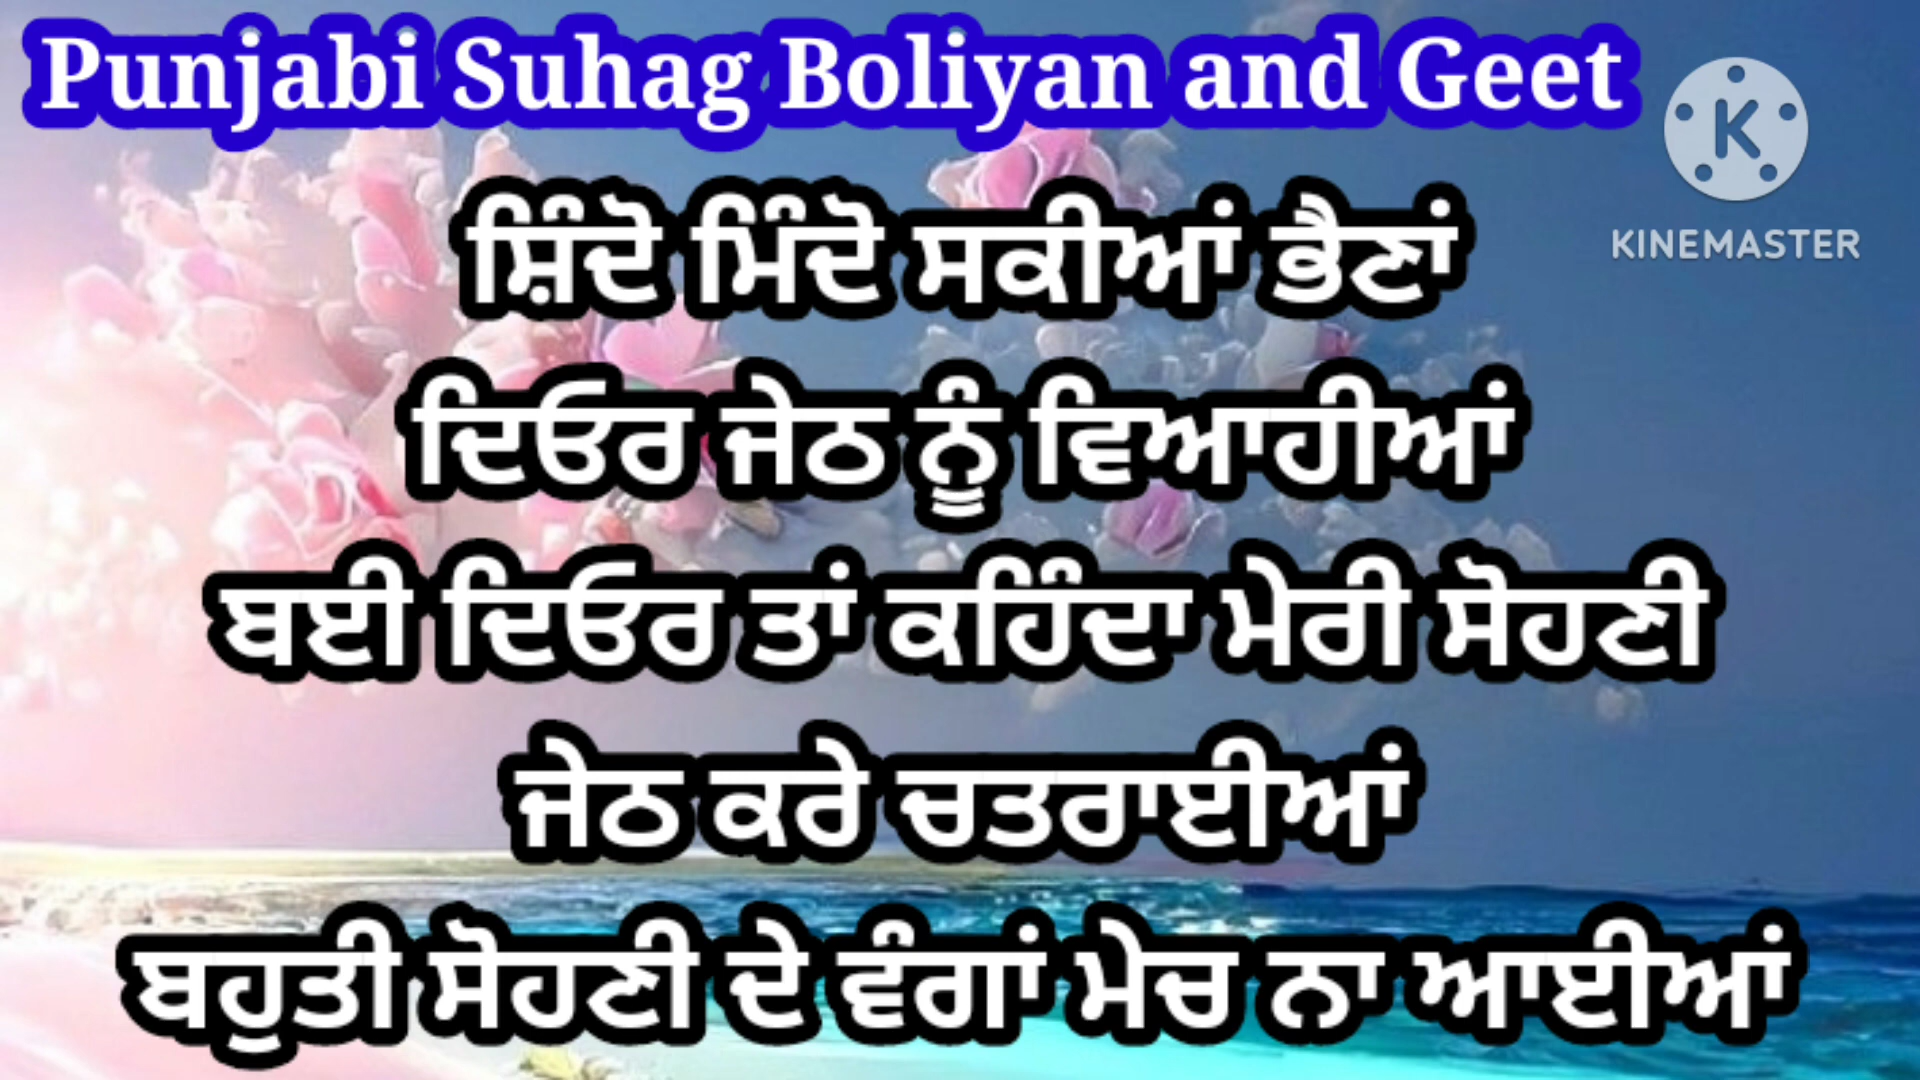 Punjabi Suhag Boliyan and Geet
KINEMASTER
ਸ਼ਿੰਦੋ ਮਿੰਦੋ ਸਕੀਆਂ ਭੈਣਾਂ
ਦਿਓਰ ਜੇਠ ਨੂੰ ਵਿਆਹੀਆਂ
ਬਈ ਦਿਓਰ ਤਾਂ ਕਹਿੰਦਾ ਮੇਰੀ ਸੋਹਣੀ
ਜੇਠ ਕਰੇ ਚਤਰਾਈਆਂ
ਬਹੁਤੀ ਸੋਹਣੀ ਦੇ ਵੰਗਾਂ ਮੇਚ ਨਾ ਆਈਆਂ